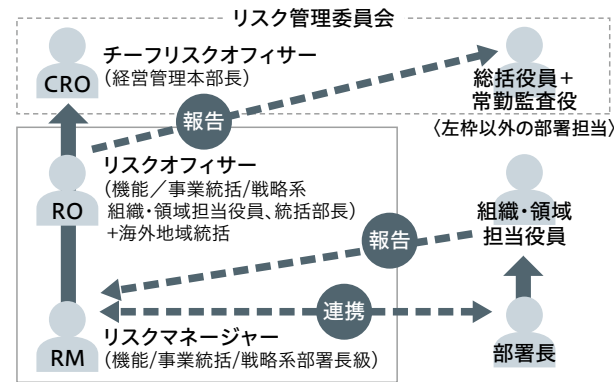 リスク管理委員会
チーフリスクオフィサー
（経営管理本部長）
CRO
総括役員＋
常勤監査役
〈左枠以外の部署担当〉
報告
リスクオフィサー
（機能／事業統括/戦略系
組織・領域担当役員、統括部長）
+海外地域統括
RO
組織・領域
担当役員
報告
連携
リスクマネージャー
（機能/事業統括/戦略系部署長級）
RM
部署長